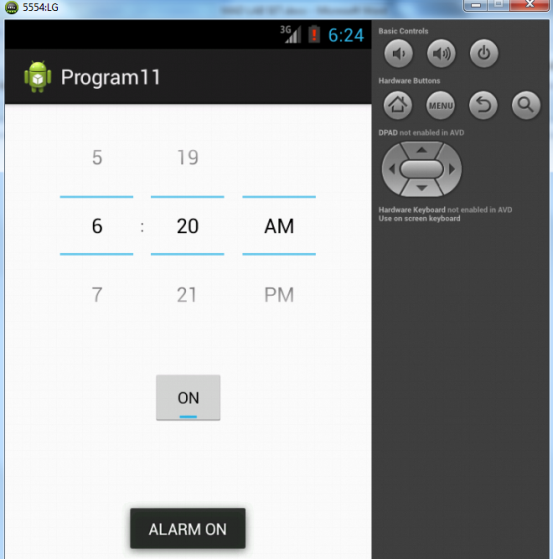 5554:LG
3G 6:24
Program11
5 19
6 : 20 AM
7 21 PM
ON
ALARM ON
Basic Controls
Hardware Buttons
MENU
DPAD not enabled in AVD
Hardware Keyboard not enabled in AVD
Use on screen keyboard